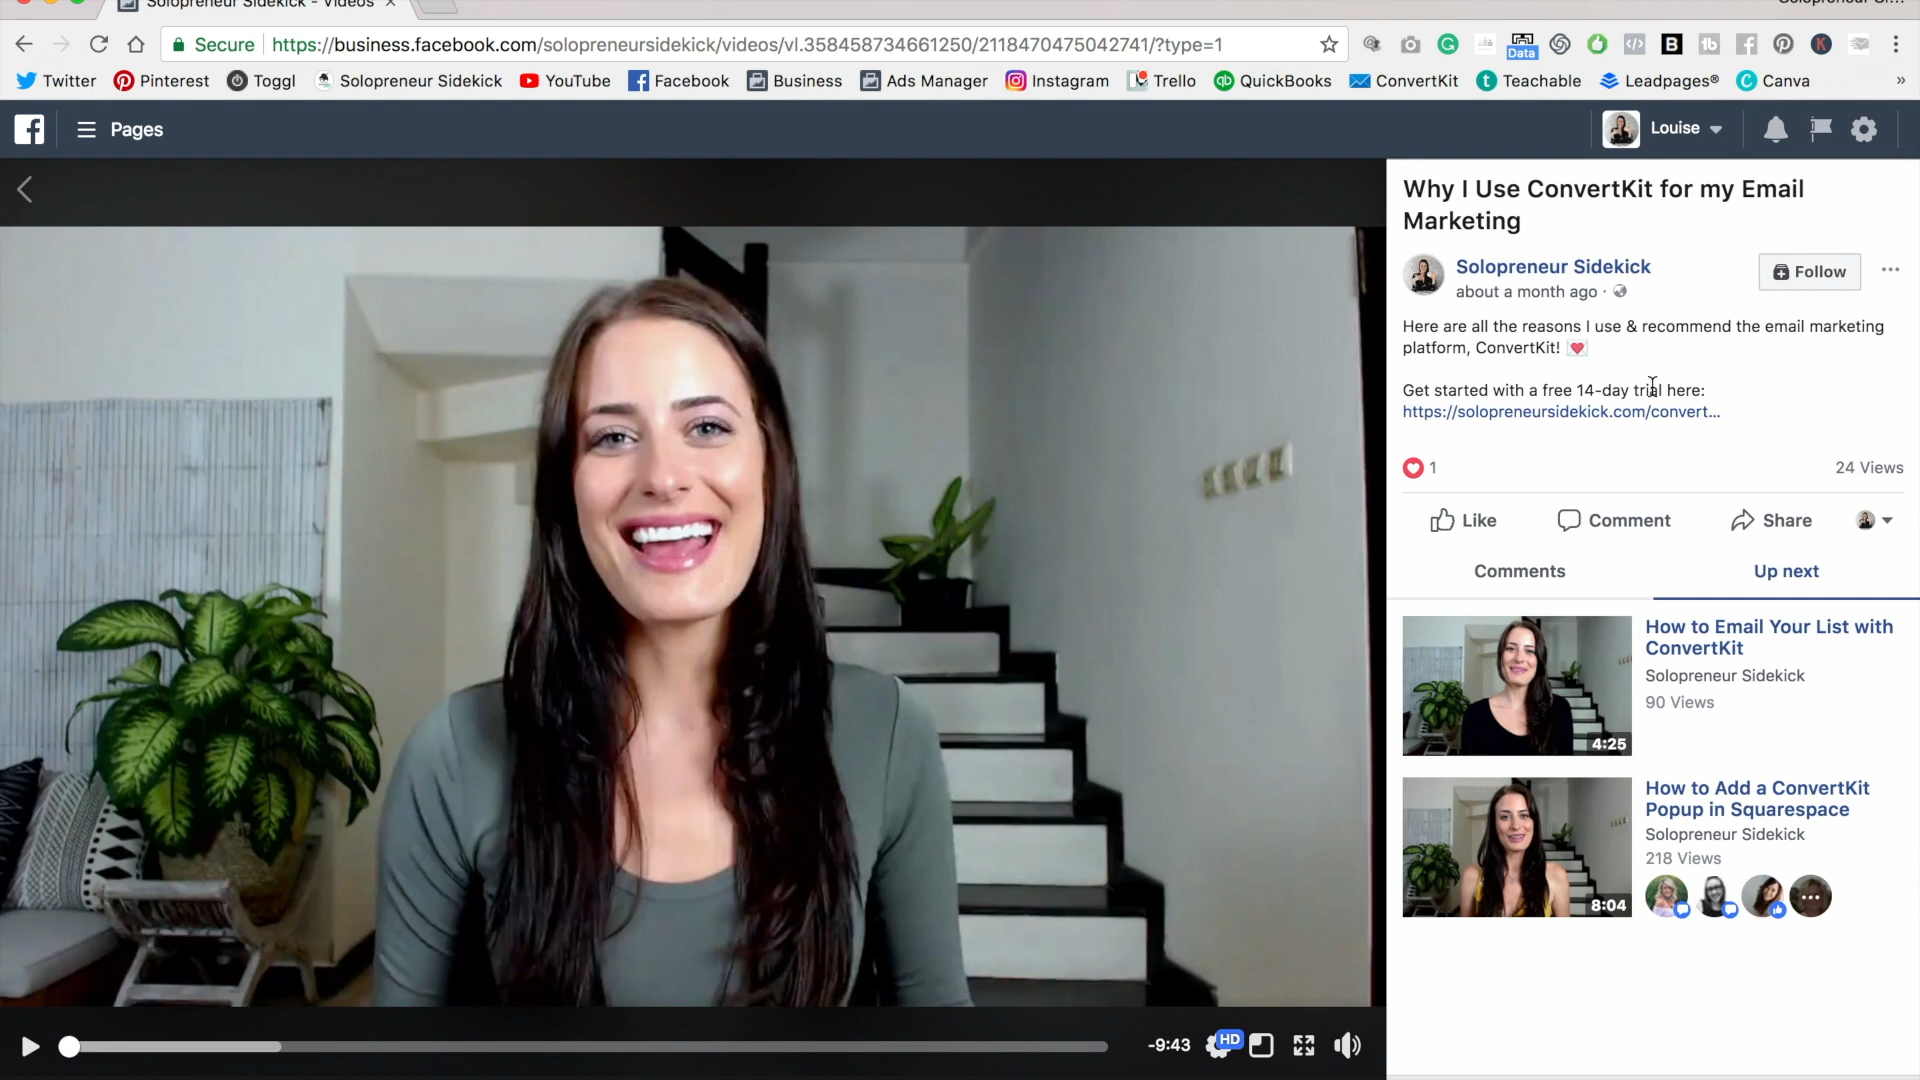 Solopreneur Sidekick - Videos
Secure
https://business.facebook.com/solopreneursidekick/videos/vl.358458734661250/2118470475042741/?type=1
Data
Twitter
Pinterest
Toggl
Solopreneur Sidekick
YouTube
Facebook
Business
Ads Manager
Instagram
Trello
QuickBooks
ConvertKit
Teachable
Leadpages®
Canva
Pages
Louise
Why I Use ConvertKit for my Email
Marketing
Solopreneur Sidekick
Follow
about a month ago
Here are all the reasons I use & recommend the email marketing
platform, ConvertKit! 💌
Get started with a free 14-day trial here:
https://solopreneursidekick.com/convert...
1
24 Views
Like
Comment
Share
Comments
Up next
How to Email Your List with
ConvertKit
Solopreneur Sidekick
90 Views
4:25
How to Add a ConvertKit
Popup in Squarespace
Solopreneur Sidekick
218 Views
8:04
-9:43
HD